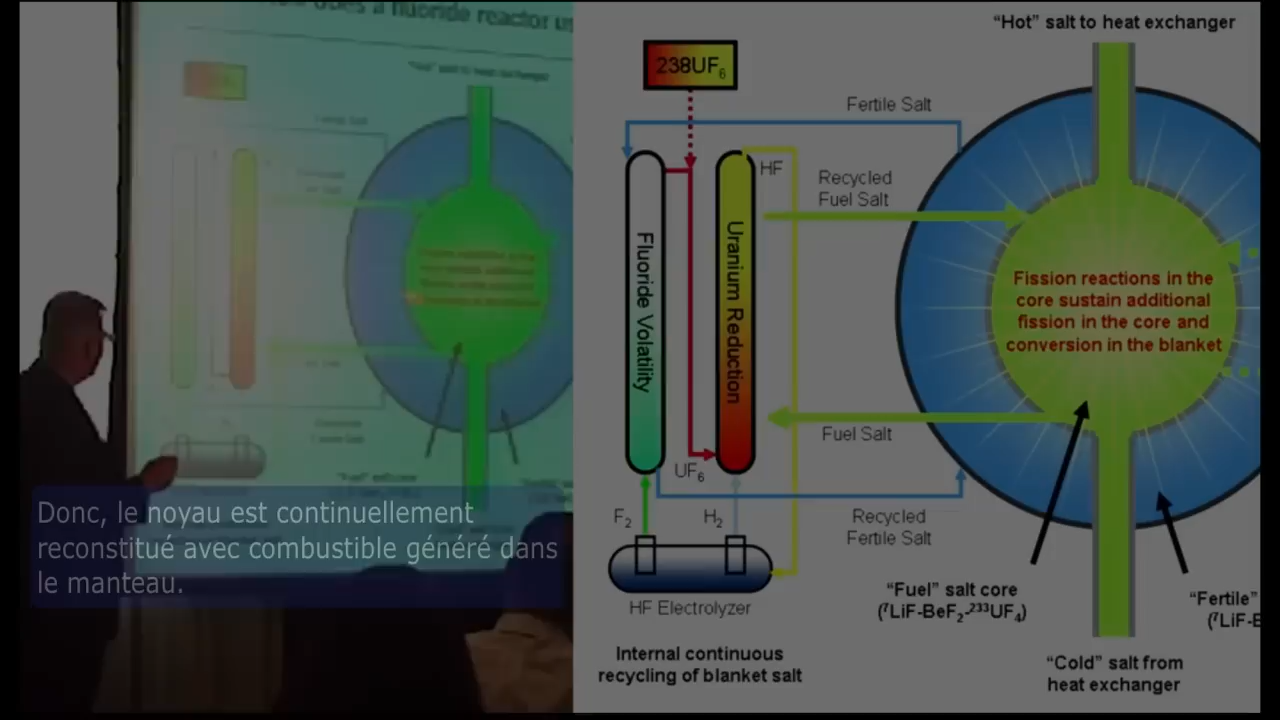 does a fluoride reactor
Donc, le noyau est continuellement
reconstitué avec combustible généré dans
le manteau.
"Hot" salt to heat exchanger
238UF₆
Fertile Salt
HF
Recycled
Fuel Salt
Fluoride Volatility
Uranium Reduction
Fission reactions in the
core sustain additional
fission in the core and
conversion in the blanket
Fuel Salt
UF₆
F₂
H₂
Recycled
Fertile Salt
HF Electrolyzer
"Fuel" salt core
(⁷LiF-BeF₂-²³³UF₄)
"Fertile"
(⁷LiF-B
Internal continuous
recycling of blanket salt
"Cold" salt from
heat exchanger